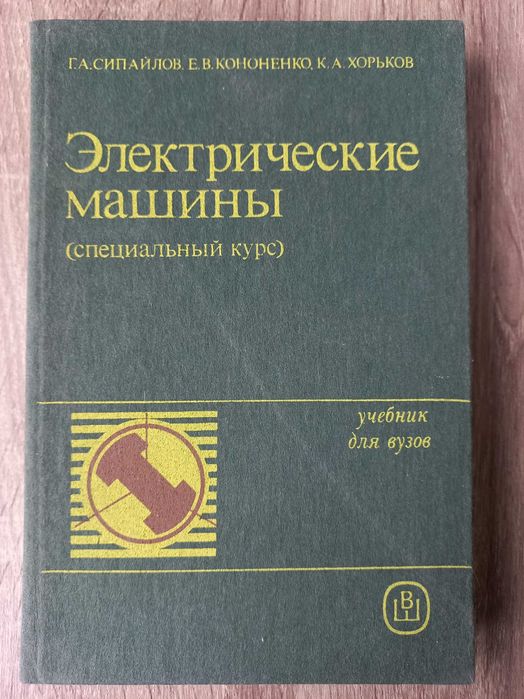 Г.А.СИПАЙЛОВ, Е.В.КОНОНЕНКО, К.А.ХОРЬКОВ
Электрические
машины
(специальный курс)
учебник
для вузов
ВШ